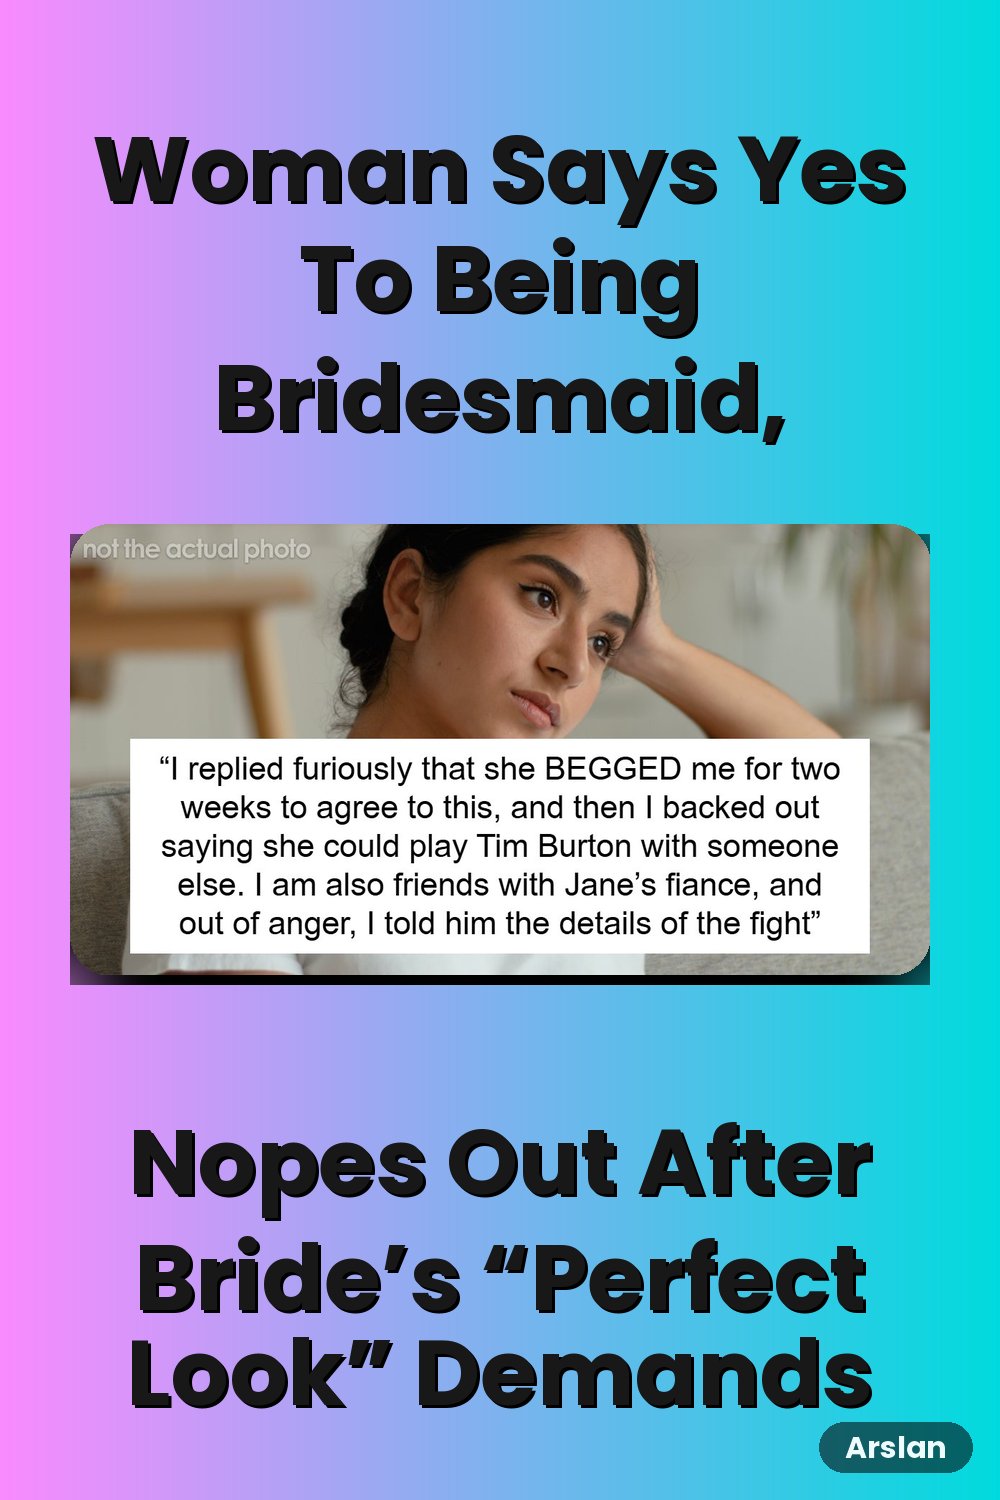 Woman Says Yes
To Being
Bridesmaid,
not the actual photo
“I replied furiously that she BEGGED me for two
weeks to agree to this, and then I backed out
saying she could play Tim Burton with someone
else. I am also friends with Jane’s fiance, and
out of anger, I told him the details of the fight”
Nopes Out After
Bride’s “Perfect
Look” Demands
Arslan